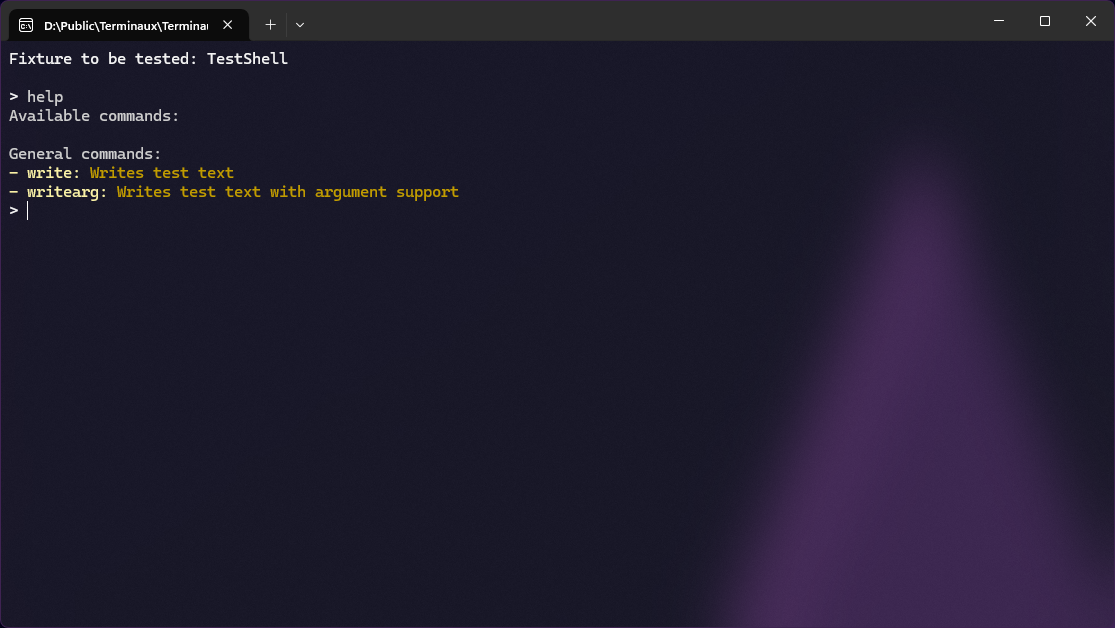 D:\Public\Terminaux\Termina
Fixture to be tested: TestShell
> help
Available commands:
General commands:
- write: Writes test text
- writearg: Writes test text with argument support
>